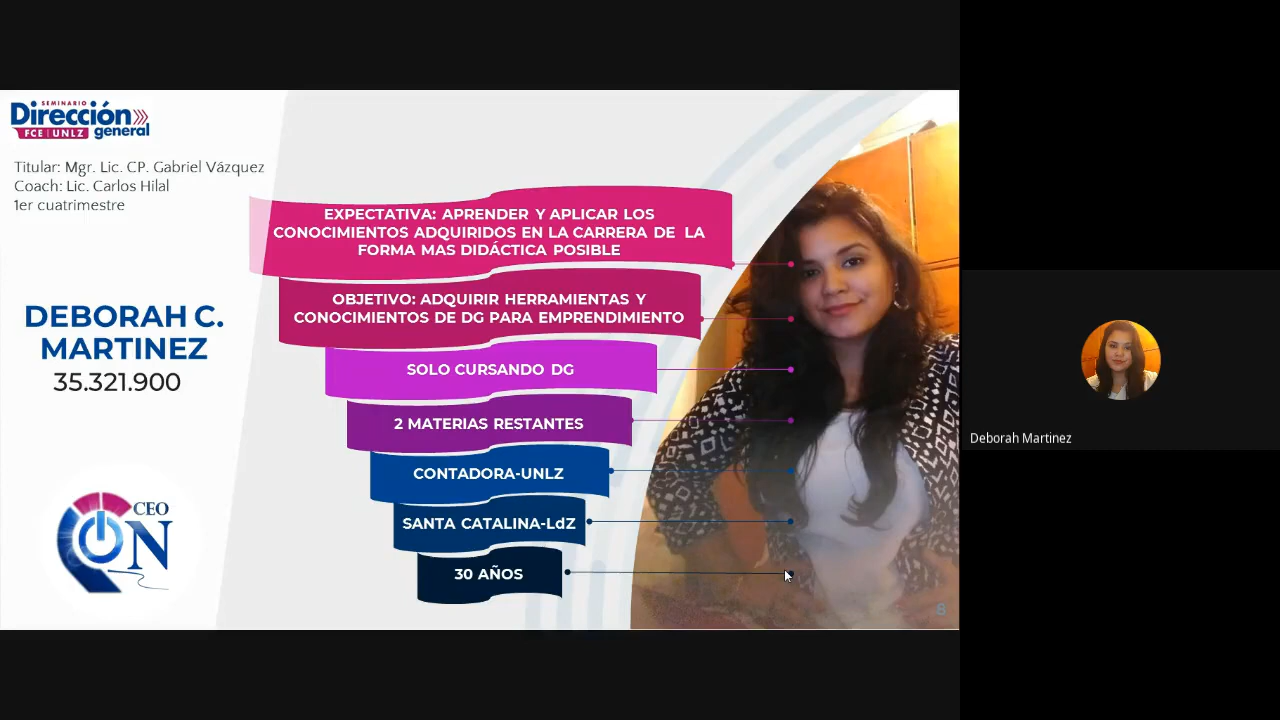 SEMINARIO
Dirección
general
FCE | UNLZ
Titular: Mgr. Lic. CP. Gabriel Vázquez
Coach: Lic. Carlos Hilal
1er cuatrimestre
EXPECTATIVA: APRENDER Y APLICAR LOS
CONOCIMIENTOS ADQUIRIDOS EN LA CARRERA DE LA
FORMA MAS DIDÁCTICA POSIBLE
OBJETIVO: ADQUIRIR HERRAMIENTAS Y
CONOCIMIENTOS DE DG PARA EMPRENDIMIENTO
DEBORAH C.
MARTINEZ
35.321.900
SOLO CURSANDO DG
2 MATERIAS RESTANTES
CONTADORA-UNLZ
SANTA CATALINA-LdZ
30 AÑOS
CEO
ON
8
Deborah Martinez